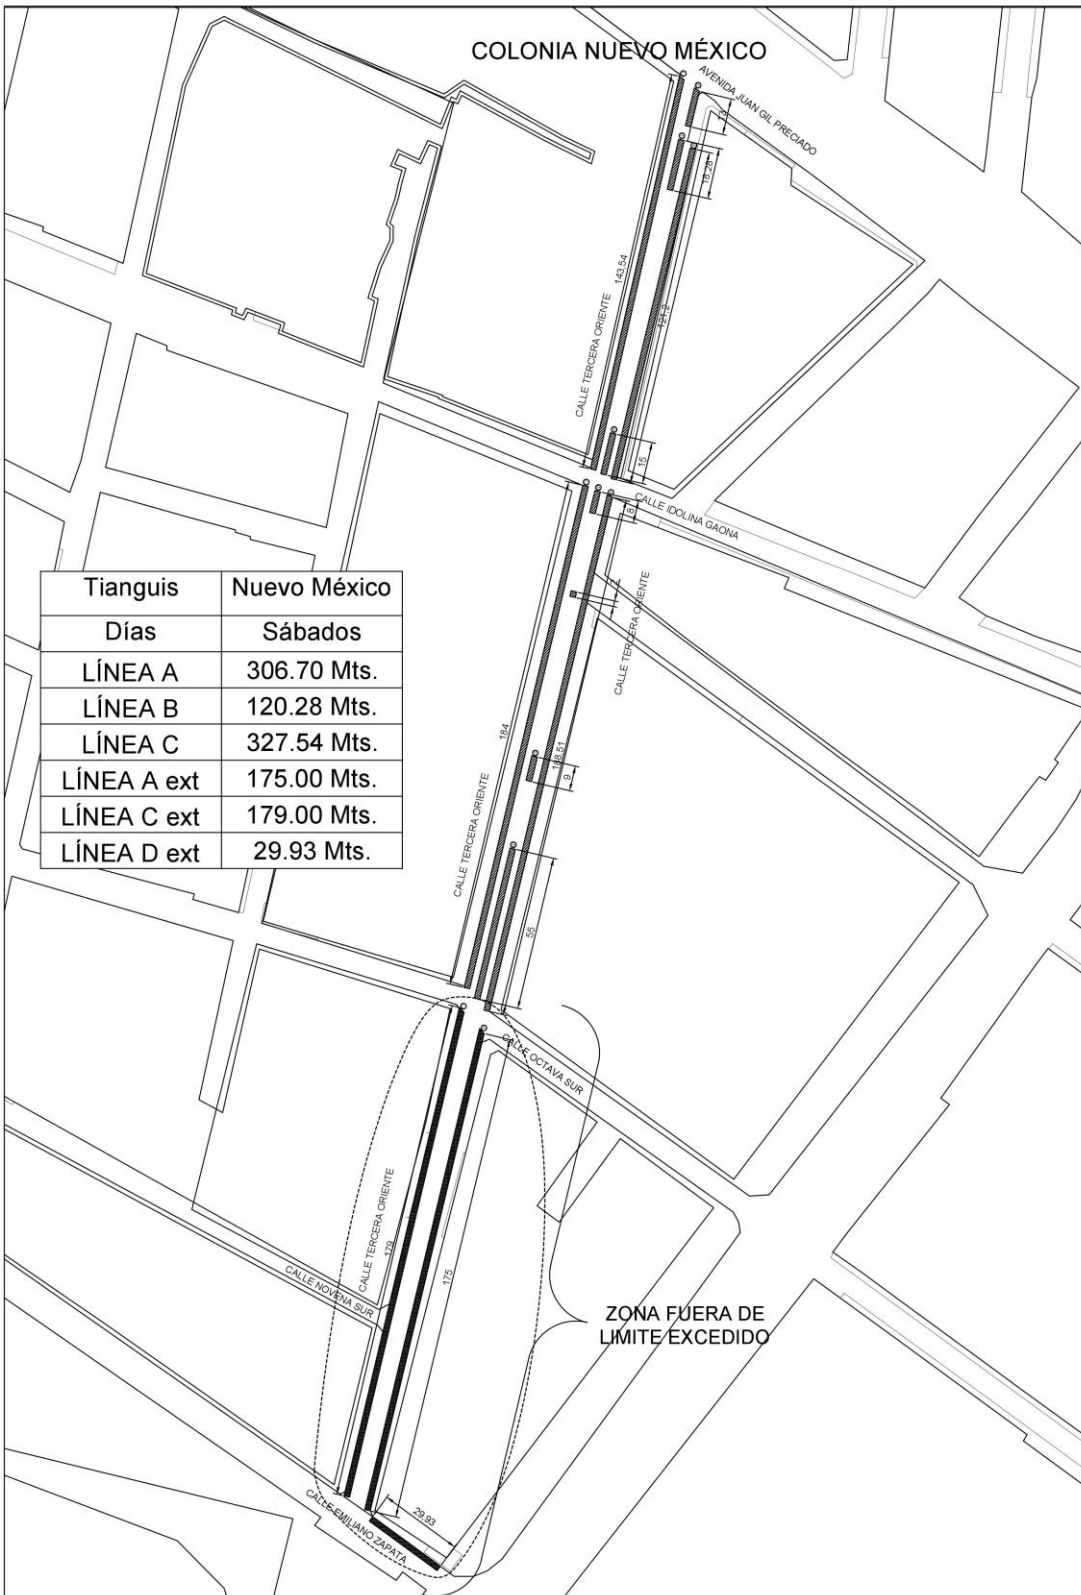 COLONIA NUEVO MÉXICO
AVENIDA JUAN GIL PRECIADO
13
18.28
143.54
121.2
CALLE TERCERA ORIENTE
15
CALLE IDOLINA GAONA
8
2
CALLE TERCERA ORIENTE
Tianguis Nuevo México
Días Sábados
LÍNEA A 306.70 Mts.
LÍNEA B 120.28 Mts.
LÍNEA C 327.54 Mts.
LÍNEA A ext 175.00 Mts.
LÍNEA C ext 179.00 Mts.
LÍNEA D ext 29.93 Mts.
184
188.51
9
CALLE TERCERA ORIENTE
55
CALLE OCTAVA SUR
CALLE TERCERA ORIENTE
179
175
CALLE NOVENA SUR
ZONA FUERA DE
LIMITE EXCEDIDO
29.93
CALLE EMILIANO ZAPATA